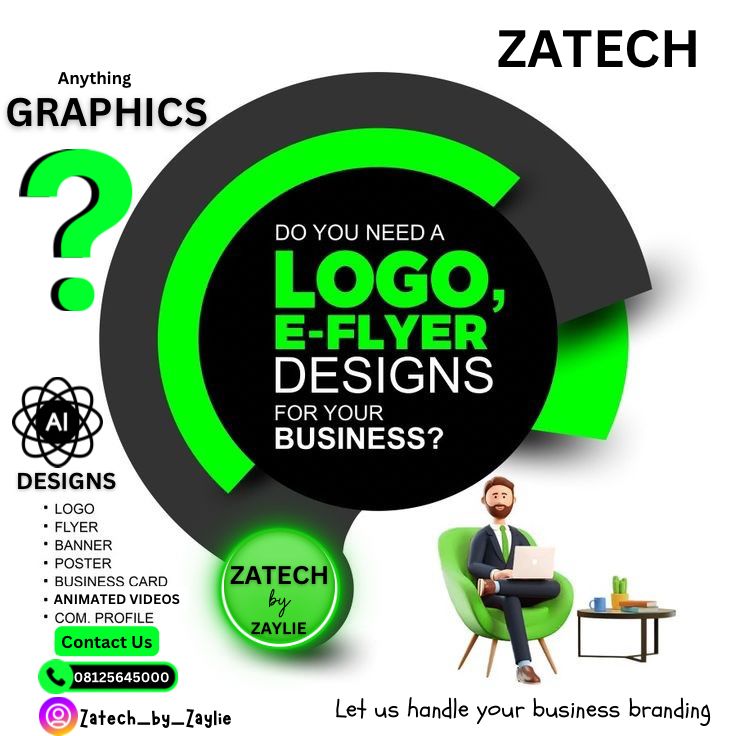 ZATECH
Anything
GRAPHICS
?
DO YOU NEED A
LOGO,
E-FLYER
DESIGNS
FOR YOUR
BUSINESS?
AI
DESIGNS
• LOGO
• FLYER
• BANNER
• POSTER
• BUSINESS CARD
• ANIMATED VIDEOS
• COM. PROFILE
Contact Us
08125645000
Zatech_by_Zaylie
ZATECH
by
ZAYLIE
Let us handle your business branding